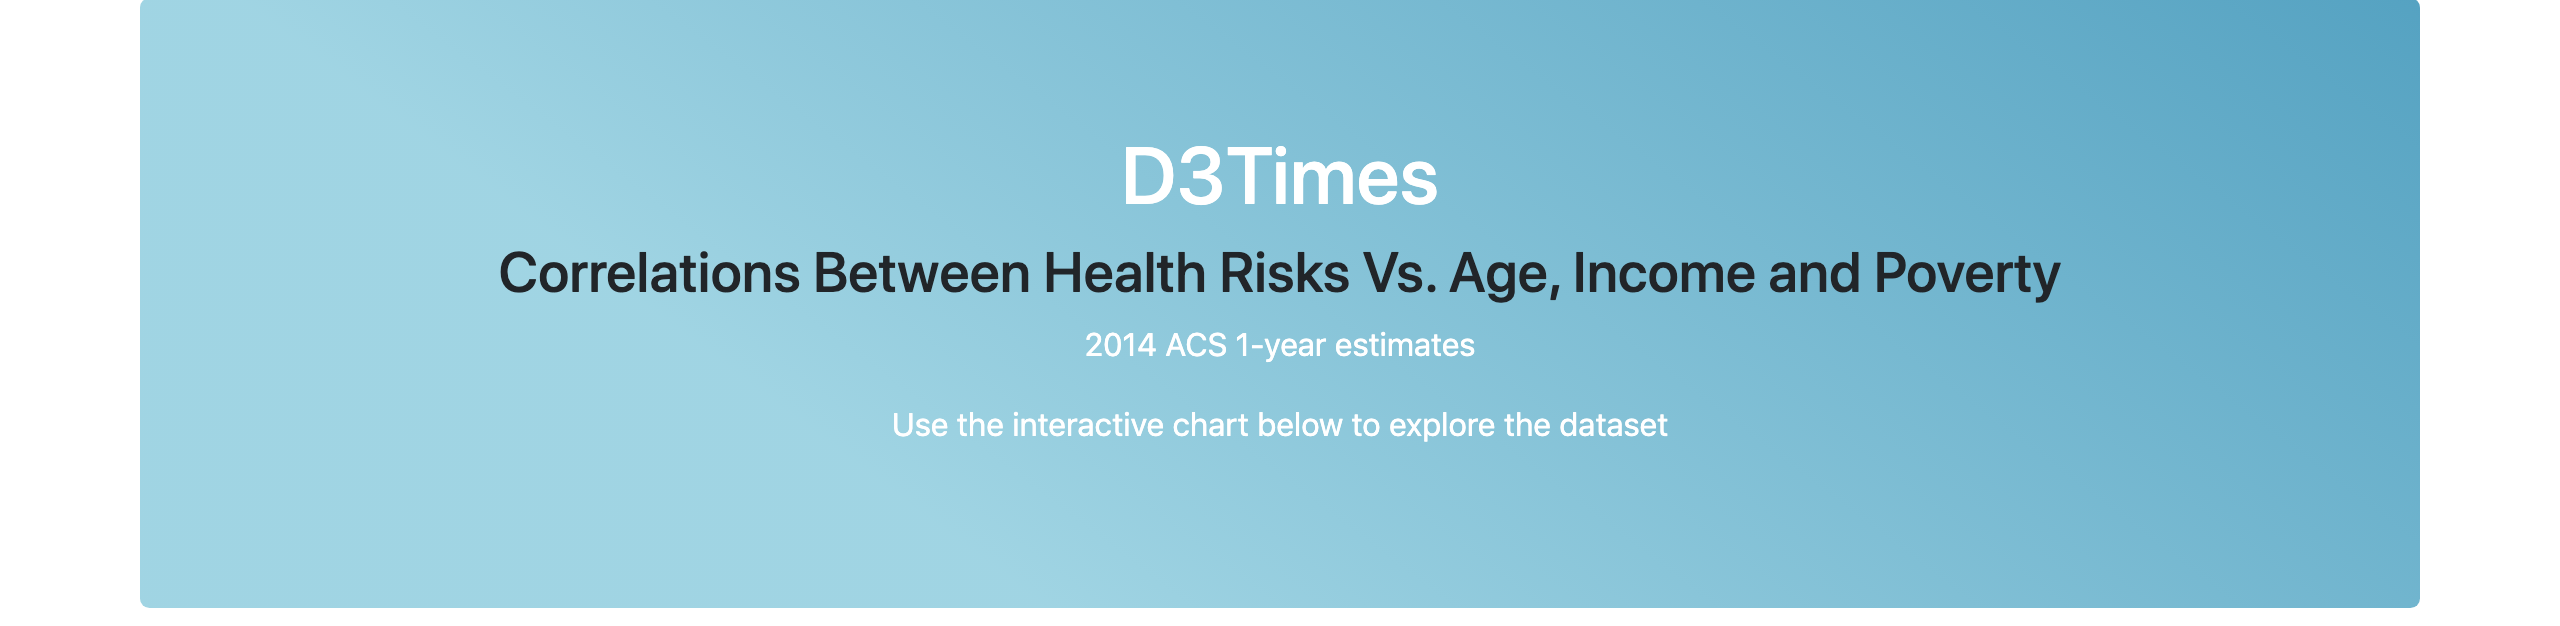 D3Times
Correlations Between Health Risks Vs. Age, Income and Poverty
2014 ACS 1-year estimates
Use the interactive chart below to explore the dataset